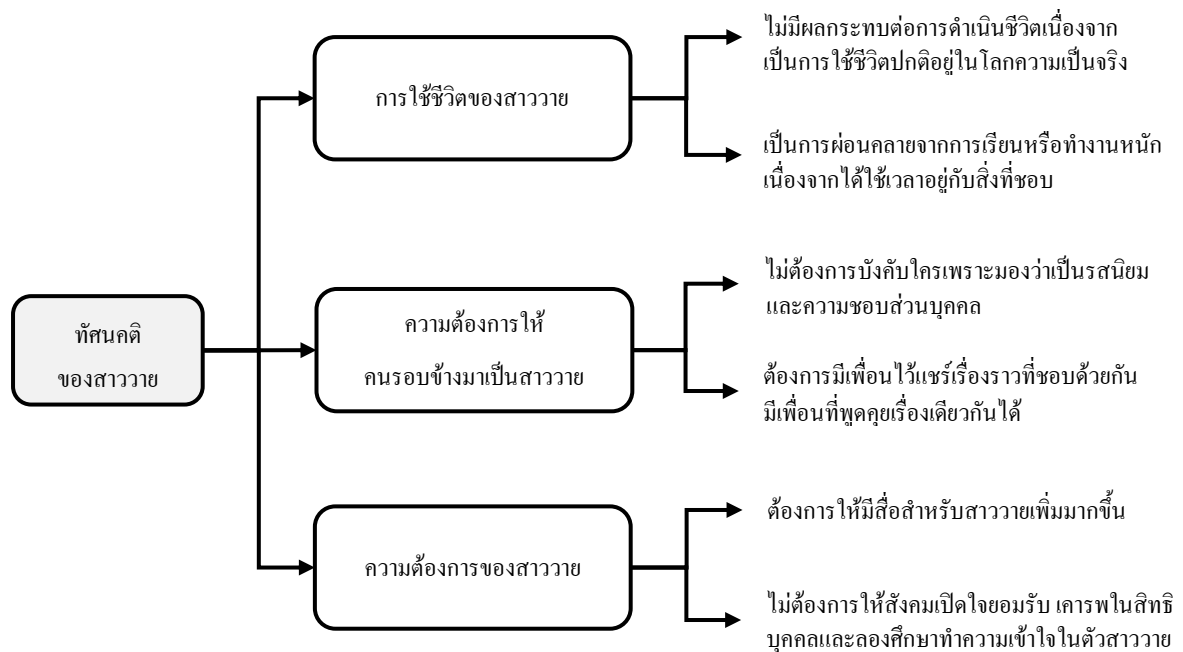 ไม่มีผลกระทบต่อการดำเนินชีวิตเนื่องจาก
เป็นการใช้ชีวิตปกติอยู่ในโลกความเป็นจริง
การใช้ชีวิตของสาววาย
เป็นการผ่อนคลายจากการเรียนหรือทำงานหนัก
เนื่องจากได้ใช้เวลาอยู่กับสิ่งที่ชอบ
ทัศนคติ
ของสาววาย
ความต้องการให้
คนรอบข้างมาเป็นสาววาย
ไม่ต้องการบังคับใครเพราะมองว่าเป็นรสนิยม
และความชอบส่วนบุคคล
ต้องการมีเพื่อนไว้แชร์เรื่องราวที่ชอบด้วยกัน
มีเพื่อนที่พูดคุยเรื่องเดียวกันได้
ความต้องการของสาววาย
ต้องการให้มีสื่อสำหรับสาววายเพิ่มมากขึ้น
ไม่ต้องการให้สังคมเปิดใจยอมรับ เคารพในสิทธิ
บุคคลและลองศึกษาทำความเข้าใจในตัวสาววาย